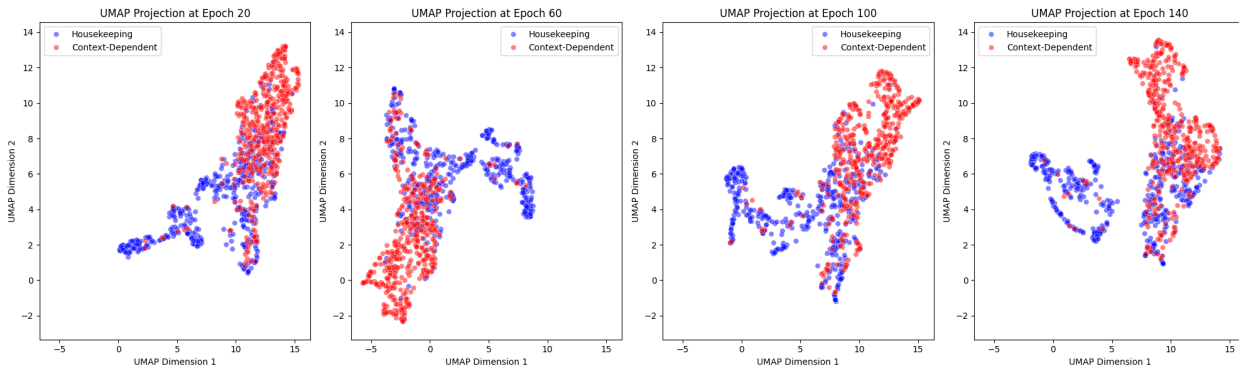 UMAP Projection at Epoch 20
Housekeeping
Context-Dependent
14
12
10
8
6
4
2
0
−2
−5
0
5
10
15
UMAP Dimension 2
UMAP Dimension 1
UMAP Projection at Epoch 60
Housekeeping
Context-Dependent
14
12
10
8
6
4
2
0
−2
−5
0
5
10
15
UMAP Dimension 2
UMAP Dimension 1
UMAP Projection at Epoch 100
Housekeeping
Context-Dependent
14
12
10
8
6
4
2
0
−2
−5
0
5
10
15
UMAP Dimension 2
UMAP Dimension 1
UMAP Projection at Epoch 140
Housekeeping
Context-Dependent
14
12
10
8
6
4
2
0
−2
−5
0
5
10
15
UMAP Dimension 2
UMAP Dimension 1